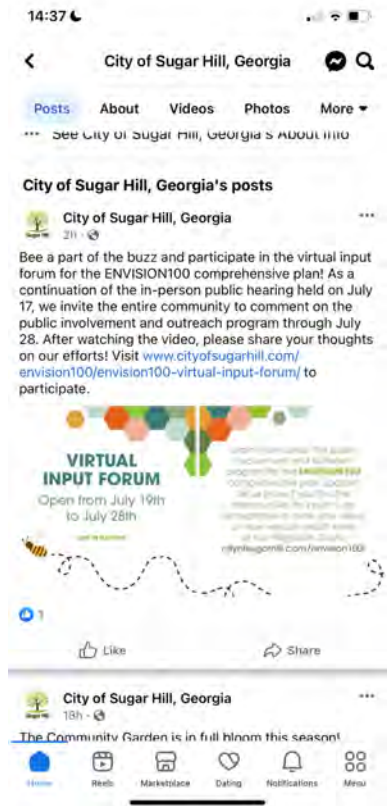 14:37
City of Sugar Hill, Georgia
Posts About Videos Photos More
See City of Sugar Hill, Georgia's About Info
City of Sugar Hill, Georgia's posts
City of Sugar Hill, Georgia
2h
Bee a part of the buzz and participate in the virtual input
forum for the ENVISION100 comprehensive plan! As a
continuation of the in-person public hearing held on July
17, we invite the entire community to comment on the
public involvement and outreach program through July
28. After watching the video, please share your thoughts
on our efforts! Visit www.cityofsugarhill.com/
envision100/envision100-virtual-input-forum/ to
participate.
VIRTUAL
INPUT FORUM
Open from July 19th
to July 28th
cityofsugarhill.com/envision100
1
Like
Share
City of Sugar Hill, Georgia
18h
The Community Garden is in full bloom this season!
Home Reels Marketplace Dating Notifications Menu